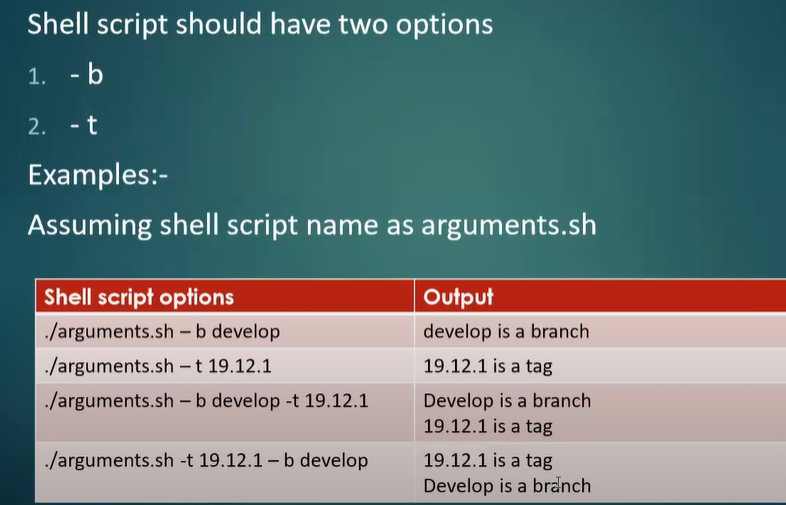 Shell script should have two options
1. - b
2. - t
Examples:-
Assuming shell script name as arguments.sh
Shell script options Output
./arguments.sh – b develop develop is a branch
./arguments.sh – t 19.12.1 19.12.1 is a tag
./arguments.sh – b develop -t 19.12.1 Develop is a branch
19.12.1 is a tag
./arguments.sh -t 19.12.1 – b develop 19.12.1 is a tag
Develop is a branch